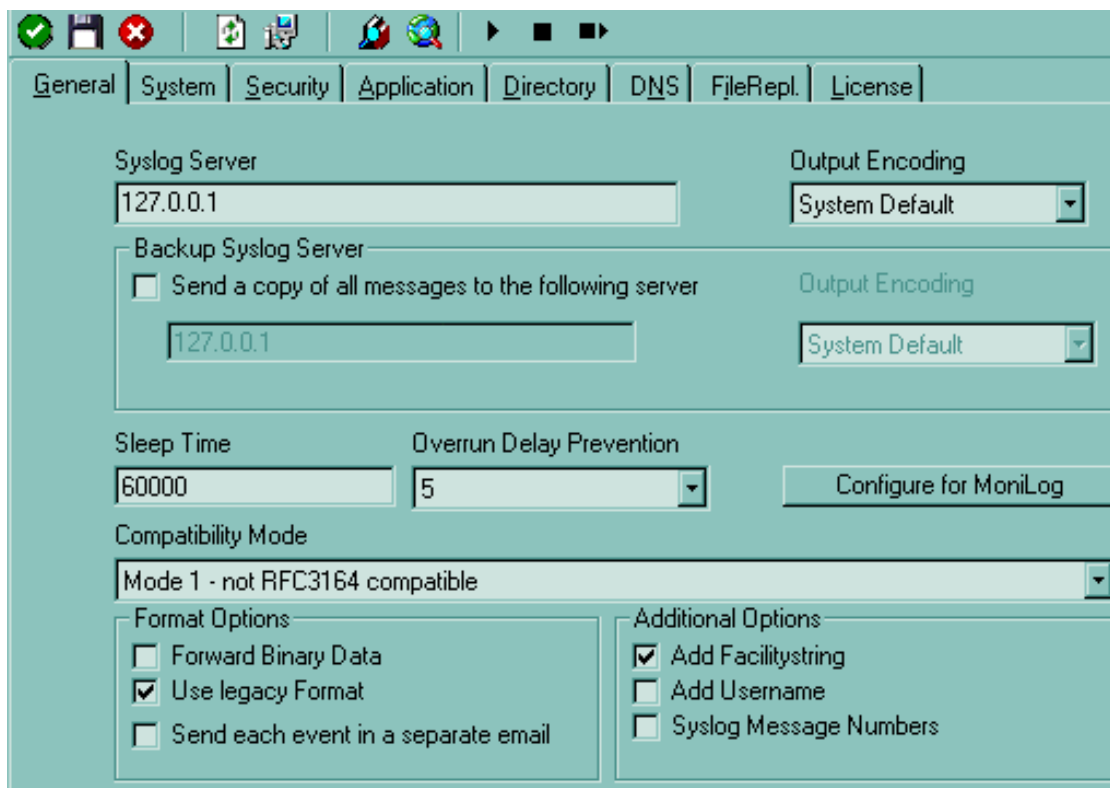 General System Security Application Directory DNS FileRepl. License
Syslog Server Output Encoding
127.0.0.1 System Default
Backup Syslog Server
Send a copy of all messages to the following server Output Encoding
127.0.0.1 System Default
Sleep Time Overrun Delay Prevention
60000 5 Configure for MoniLog
Compatibility Mode
Mode 1 - not RFC3164 compatible
Format Options Additional Options
Forward Binary Data Add Facilitystring
Use legacy Format Add Username
Send each event in a separate email Syslog Message Numbers